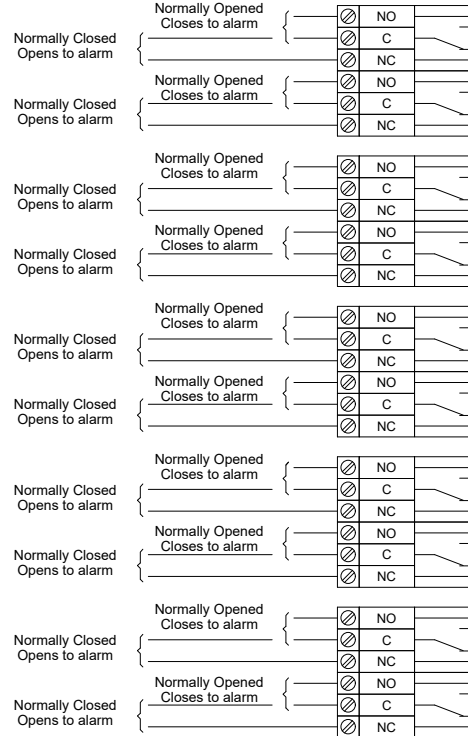 Normally Opened
Closes to alarm
NO
Normally Closed
Opens to alarm
C
NC
Normally Opened
Closes to alarm
NO
Normally Closed
Opens to alarm
C
NC
Normally Opened
Closes to alarm
NO
Normally Closed
Opens to alarm
C
NC
Normally Opened
Closes to alarm
NO
Normally Closed
Opens to alarm
C
NC
Normally Opened
Closes to alarm
NO
Normally Closed
Opens to alarm
C
NC
Normally Opened
Closes to alarm
NO
Normally Closed
Opens to alarm
C
NC
Normally Opened
Closes to alarm
NO
Normally Closed
Opens to alarm
C
NC
Normally Opened
Closes to alarm
NO
Normally Closed
Opens to alarm
C
NC
Normally Opened
Closes to alarm
NO
Normally Closed
Opens to alarm
C
NC
Normally Opened
Closes to alarm
NO
Normally Closed
Opens to alarm
C
NC